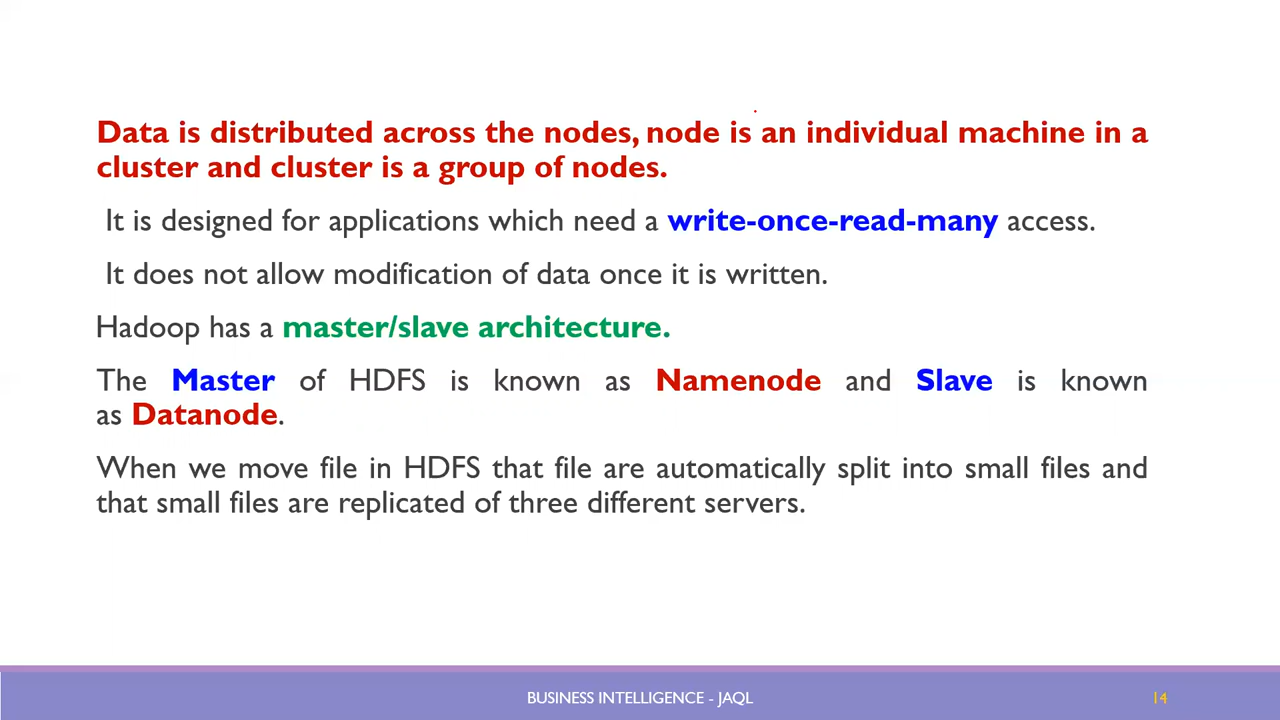 Data is distributed across the nodes, node is an individual machine in a
cluster and cluster is a group of nodes.
It is designed for applications which need a write-once-read-many access.
It does not allow modification of data once it is written.
Hadoop has a master/slave architecture.
The Master of HDFS is known as Namenode and Slave is known
as Datanode.
When we move file in HDFS that file are automatically split into small files and
that small files are replicated of three different servers.
BUSINESS INTELLIGENCE - JAQL
14